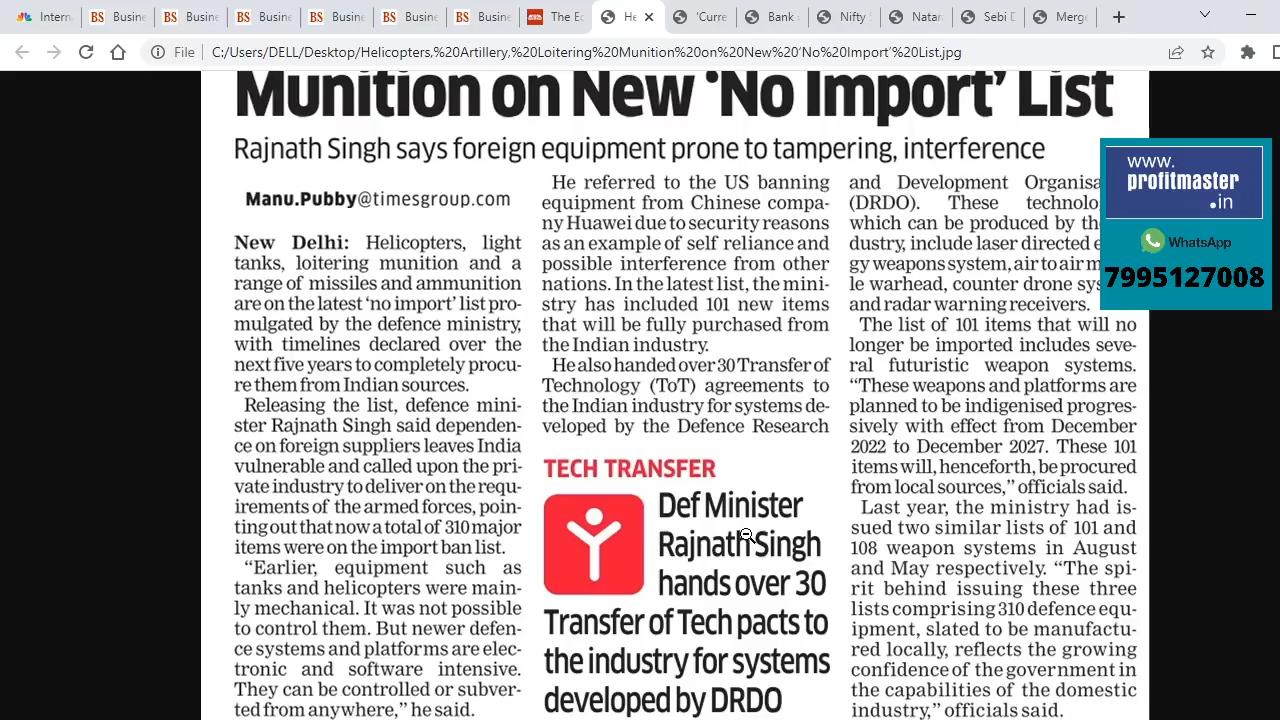 Intern
Busine
Busine
Busine
Busine
Busine
Busine
The Ec
He
'Curre
Bank
Nifty
Natar
Sebi D
Merge
File
C:/Users/DELL/Desktop/Helicopters,%20Artillery,%20Loitering%20Munition%20on%20New%20'No%20Import'%20List.jpg
Munition on New 'No Import' List
Rajnath Singh says foreign equipment prone to tampering, interference
Manu.Pubby@timesgroup.com
New Delhi: Helicopters, light
tanks, loitering munition and a
range of missiles and ammunition
are on the latest 'no import' list pro-
mulgated by the defence ministry,
with timelines declared over the
next five years to completely procu-
re them from Indian sources.
Releasing the list, defence mini-
ster Rajnath Singh said dependen-
ce on foreign suppliers leaves India
vulnerable and called upon the pri-
vate industry to deliver on the requ-
irements of the armed forces, poin-
ting out that now a total of 310 major
items were on the import ban list.
"Earlier, equipment such as
tanks and helicopters were main-
ly mechanical. It was not possible
to control them. But newer defen-
ce systems and platforms are elec-
tronic and software intensive.
They can be controlled or subver-
ted from anywhere," he said.
He referred to the US banning
equipment from Chinese compa-
ny Huawei due to security reasons
as an example of self reliance and
possible interference from other
nations. In the latest list, the mini-
stry has included 101 new items
that will be fully purchased from
the Indian industry.
He also handed over 30 Transfer of
Technology (ToT) agreements to
the Indian industry for systems de-
veloped by the Defence Research
TECH TRANSFER
Def Minister
Rajnath Singh
hands over 30
Transfer of Tech pacts to
the industry for systems
developed by DRDO
and Development Organisa
(DRDO). These technolo
which can be produced by th
dustry, include laser directed e
gy weapons system, air to air m
le warhead, counter drone sys
and radar warning receivers.
The list of 101 items that will no
longer be imported includes seve-
ral futuristic weapon systems.
"These weapons and platforms are
planned to be indigenised progres-
sively with effect from December
2022 to December 2027. These 101
items will, henceforth, be procured
from local sources," officials said.
Last year, the ministry had is-
sued two similar lists of 101 and
108 weapon systems in August
and May respectively. "The spi-
rit behind issuing these three
lists comprising 310 defence equ-
ipment, slated to be manufactu-
red locally, reflects the growing
confidence of the government in
the capabilities of the domestic
industry," officials said.
www.
profitmaster
.in
WhatsApp
7995127008